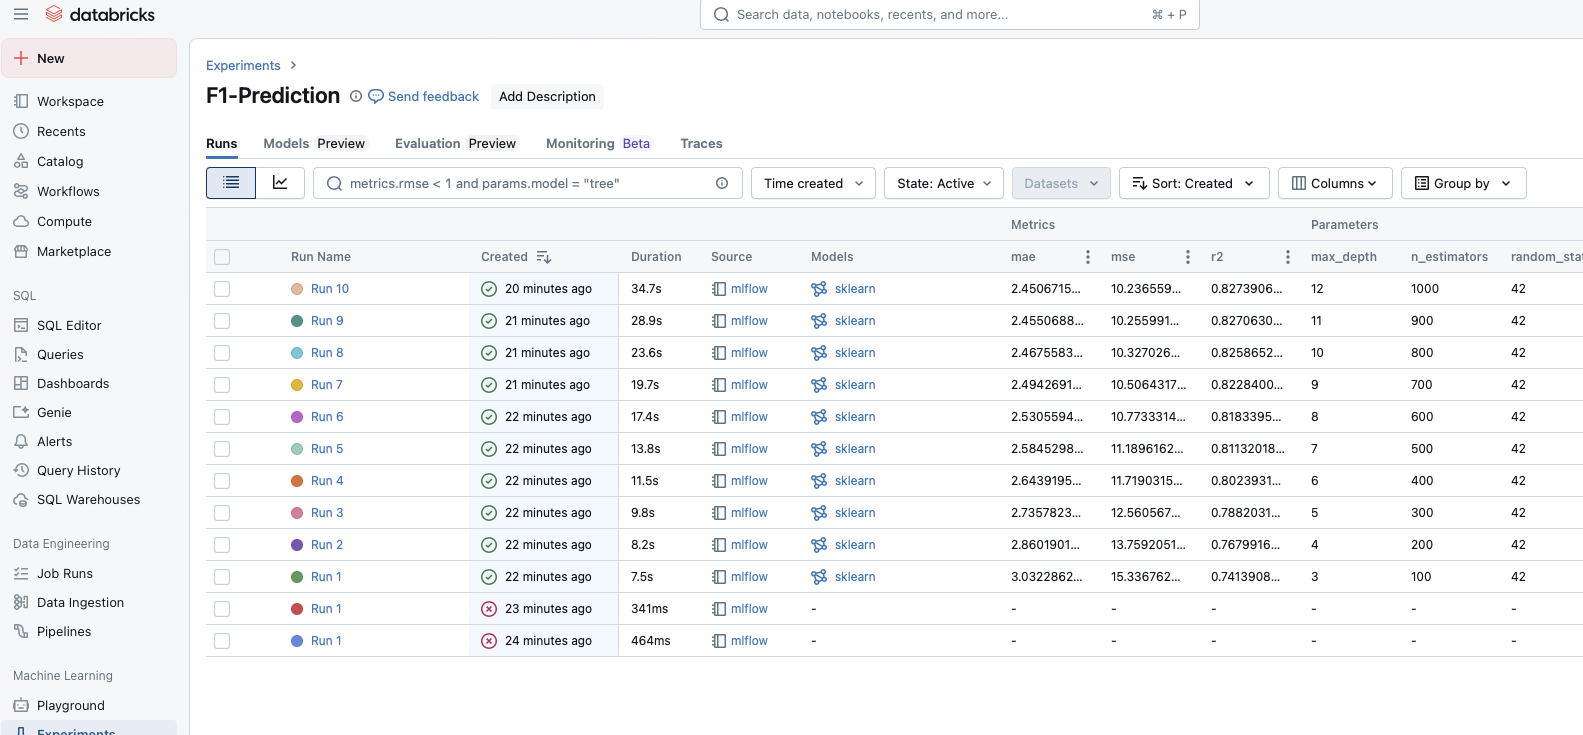 databricks
Search data, notebooks, recents, and more...
⌘ + P
New
Workspace
Recents
Catalog
Workflows
Compute
Marketplace
SQL
SQL Editor
Queries
Dashboards
Genie
Alerts
Query History
SQL Warehouses
Data Engineering
Job Runs
Data Ingestion
Pipelines
Machine Learning
Playground
Experiments
Experiments >
F1-Prediction Send feedback Add Description
Runs Models Preview Evaluation Preview Monitoring Beta Traces
metrics.rmse < 1 and params.model = "tree" Time created State: Active Datasets Sort: Created Columns Group by
Metrics Parameters
Run Name Created Duration Source Models mae mse r2 max_depth n_estimators random_stat
Run 10 20 minutes ago 34.7s mlflow sklearn 2.4506715... 10.236559... 0.8273906... 12 1000 42
Run 9 21 minutes ago 28.9s mlflow sklearn 2.4550688... 10.255991... 0.8270630... 11 900 42
Run 8 21 minutes ago 23.6s mlflow sklearn 2.4675583... 10.327026... 0.8258652... 10 800 42
Run 7 21 minutes ago 19.7s mlflow sklearn 2.4942691... 10.5064317... 0.8228400... 9 700 42
Run 6 22 minutes ago 17.4s mlflow sklearn 2.5305594... 10.7733314... 0.8183395... 8 600 42
Run 5 22 minutes ago 13.8s mlflow sklearn 2.5845298... 11.1896162... 0.81132018... 7 500 42
Run 4 22 minutes ago 11.5s mlflow sklearn 2.6439195... 11.7190315... 0.8023931... 6 400 42
Run 3 22 minutes ago 9.8s mlflow sklearn 2.7357823... 12.560567... 0.7882031... 5 300 42
Run 2 22 minutes ago 8.2s mlflow sklearn 2.8601901... 13.7592051... 0.7679916... 4 200 42
Run 1 22 minutes ago 7.5s mlflow sklearn 3.0322862... 15.336762... 0.7413908... 3 100 42
Run 1 23 minutes ago 341ms mlflow - - - - - - -
Run 1 24 minutes ago 464ms mlflow - - - - - - -